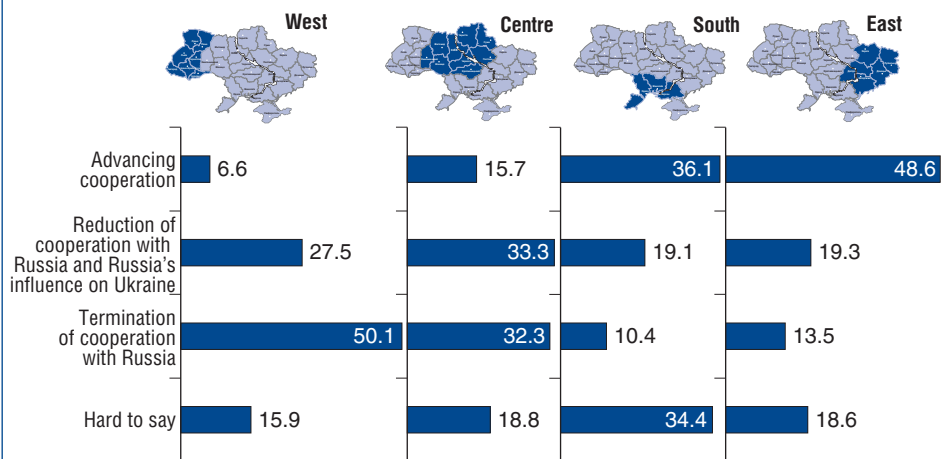 West
Centre
South
East
Advancing
cooperation
6.6
15.7
36.1
48.6
Reduction of
cooperation with
Russia and Russia's
influence on Ukraine
27.5
33.3
19.1
19.3
Termination
of cooperation
with Russia
50.1
32.3
10.4
13.5
Hard to say
15.9
18.8
34.4
18.6